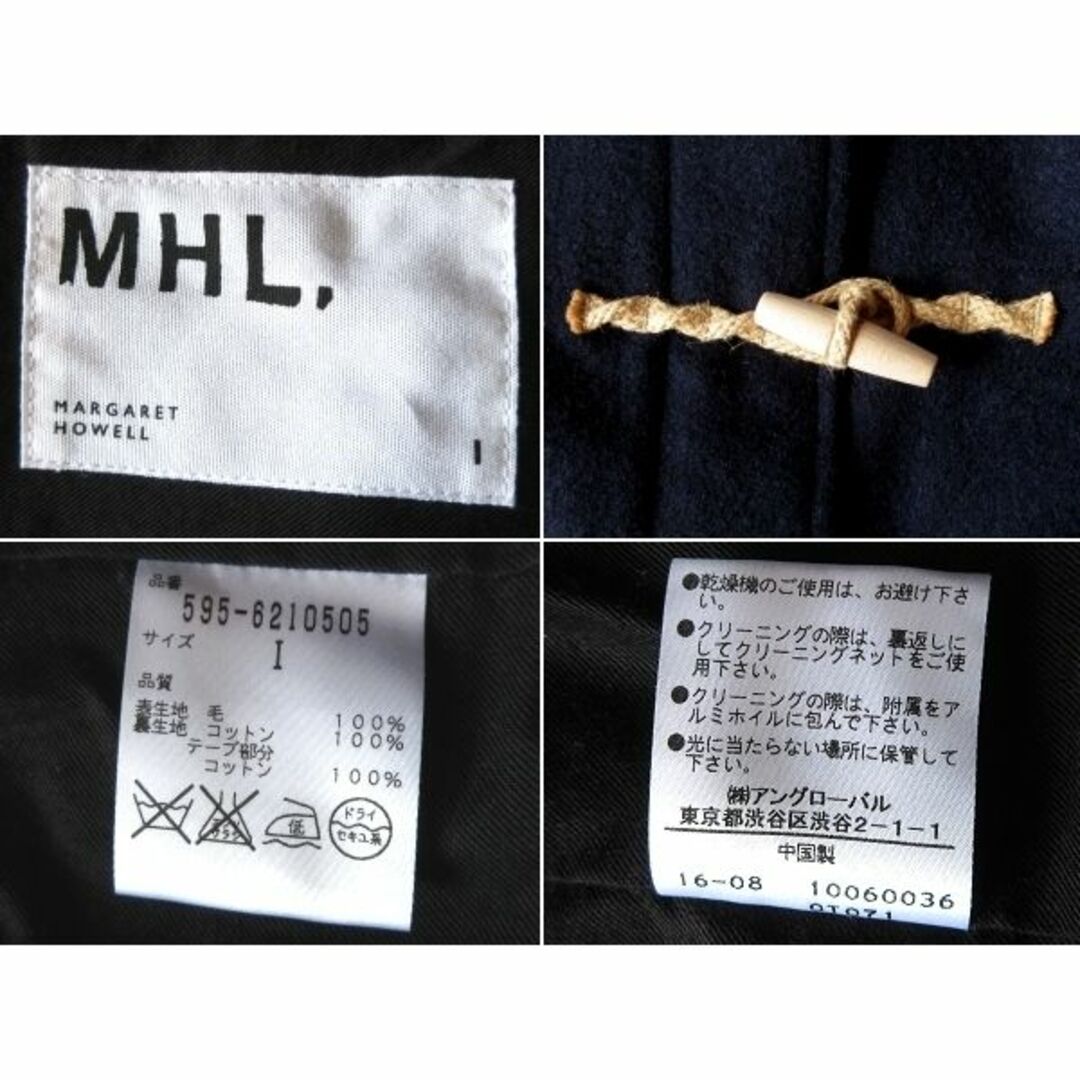 MHL.
MARGARET
HOWELL
I
品番
595-6210505
サイズ
I
品質
表生地 毛 100%
裏生地 コットン 100%
テープ部分
コットン 100%
エンソ
サラシ
低
ドライ
セキユ系
●乾燥機のご使用は、お避け下さ
い。
●クリーニングの際は、裏返しに
してクリーニングネットをご使
用下さい。
●クリーニングの際は、附属をア
ルミホイルに包んで下さい。
●光に当たらない場所に保管して
下さい。
㈱アングローバル
東京都渋谷区渋谷2-1-1
中国製
16-08 10060036